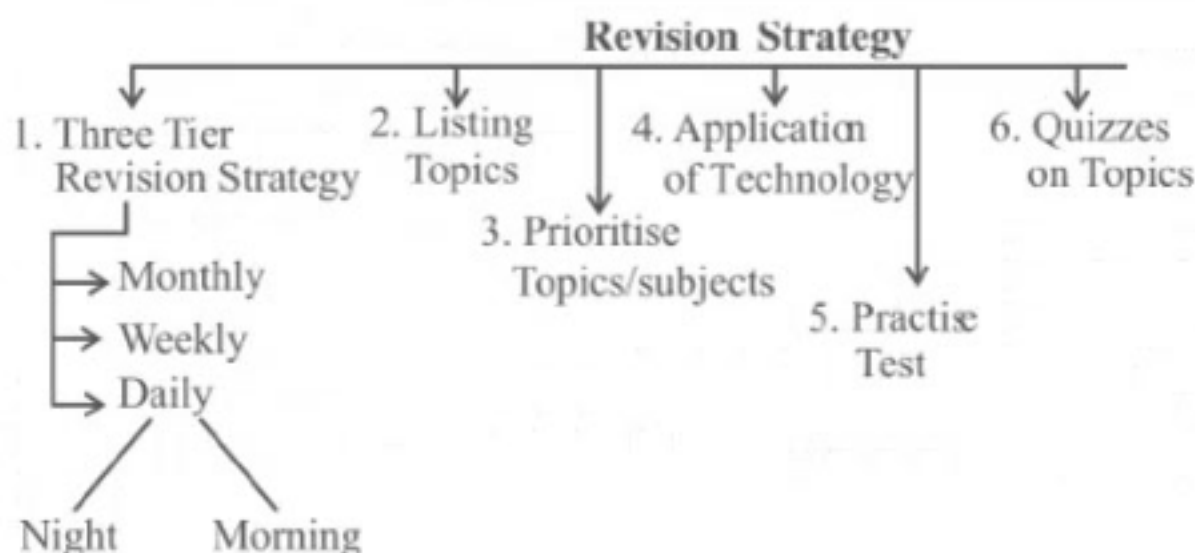 Revision Strategy
1. Three Tier
Revision Strategy
2. Listing
Topics
3. Prioritise
Topics/subjects
4. Application
of Technology
5. Practise
Test
6. Quizzes
on Topics
Monthly
Weekly
Daily
Night
Morning